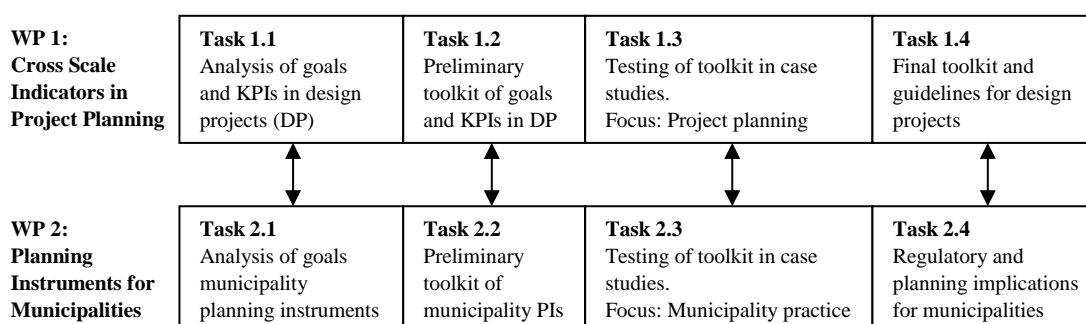 WP 1:
Cross Scale
Indicators in
Project Planning
Task 1.1
Analysis of goals
and KPIs in design
projects (DP)
Task 1.2
Preliminary
toolkit of goals
and KPIs in DP
Task 1.3
Testing of toolkit in case
studies.
Focus: Project planning
Task 1.4
Final toolkit and
guidelines for design
projects
WP 2:
Planning
Instruments for
Municipalities
Task 2.1
Analysis of goals
municipality
planning instruments
Task 2.2
Preliminary
toolkit of
municipality PIs
Task 2.3
Testing of toolkit in case
studies.
Focus: Municipality practice
Task 2.4
Regulatory and
planning implications
for municipalities